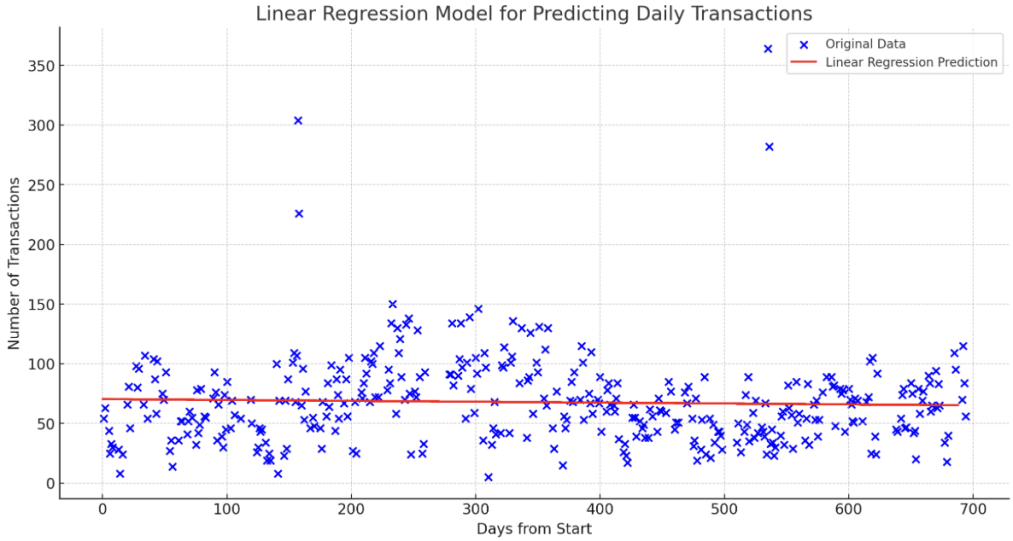 Linear Regression Model for Predicting Daily Transactions
Original Data
Linear Regression Prediction
Number of Transactions
350
300
250
200
150
100
50
0
0 100 200 300 400 500 600 700
Days from Start